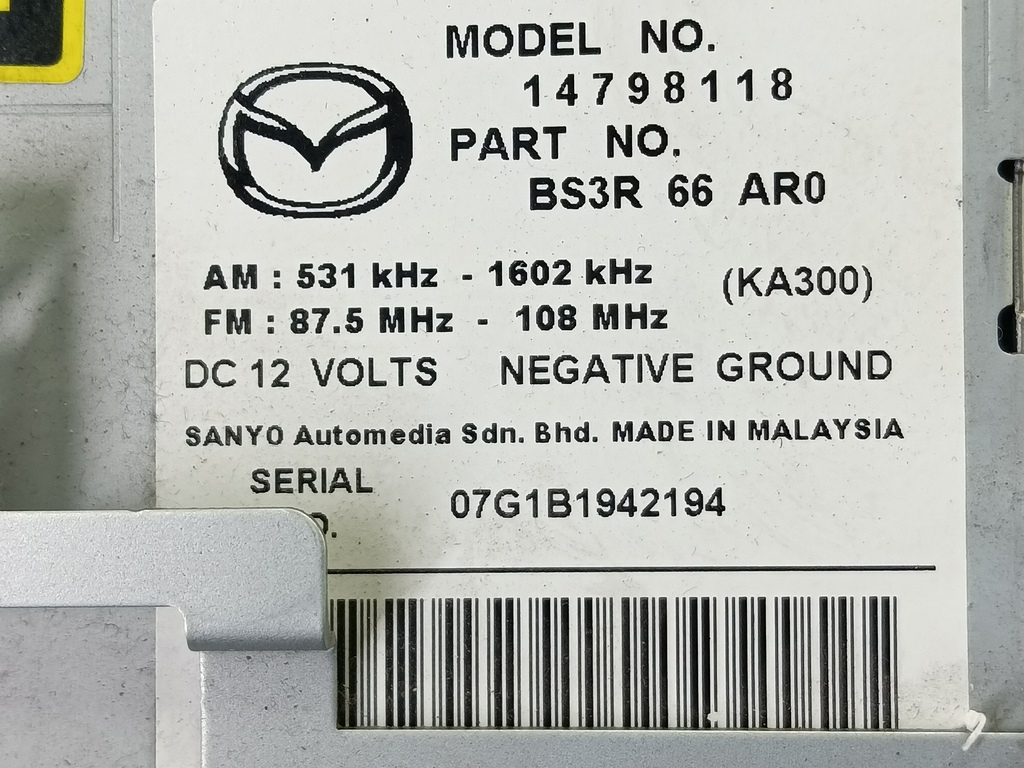 MODEL NO.
14798118
PART NO.
BS3R 66 AR0
AM : 531 kHz - 1602 kHz (KA300)
FM : 87.5 MHz - 108 MHz
DC 12 VOLTS NEGATIVE GROUND
SANYO Automedia Sdn. Bhd. MADE IN MALAYSIA
SERIAL
07G1B1942194